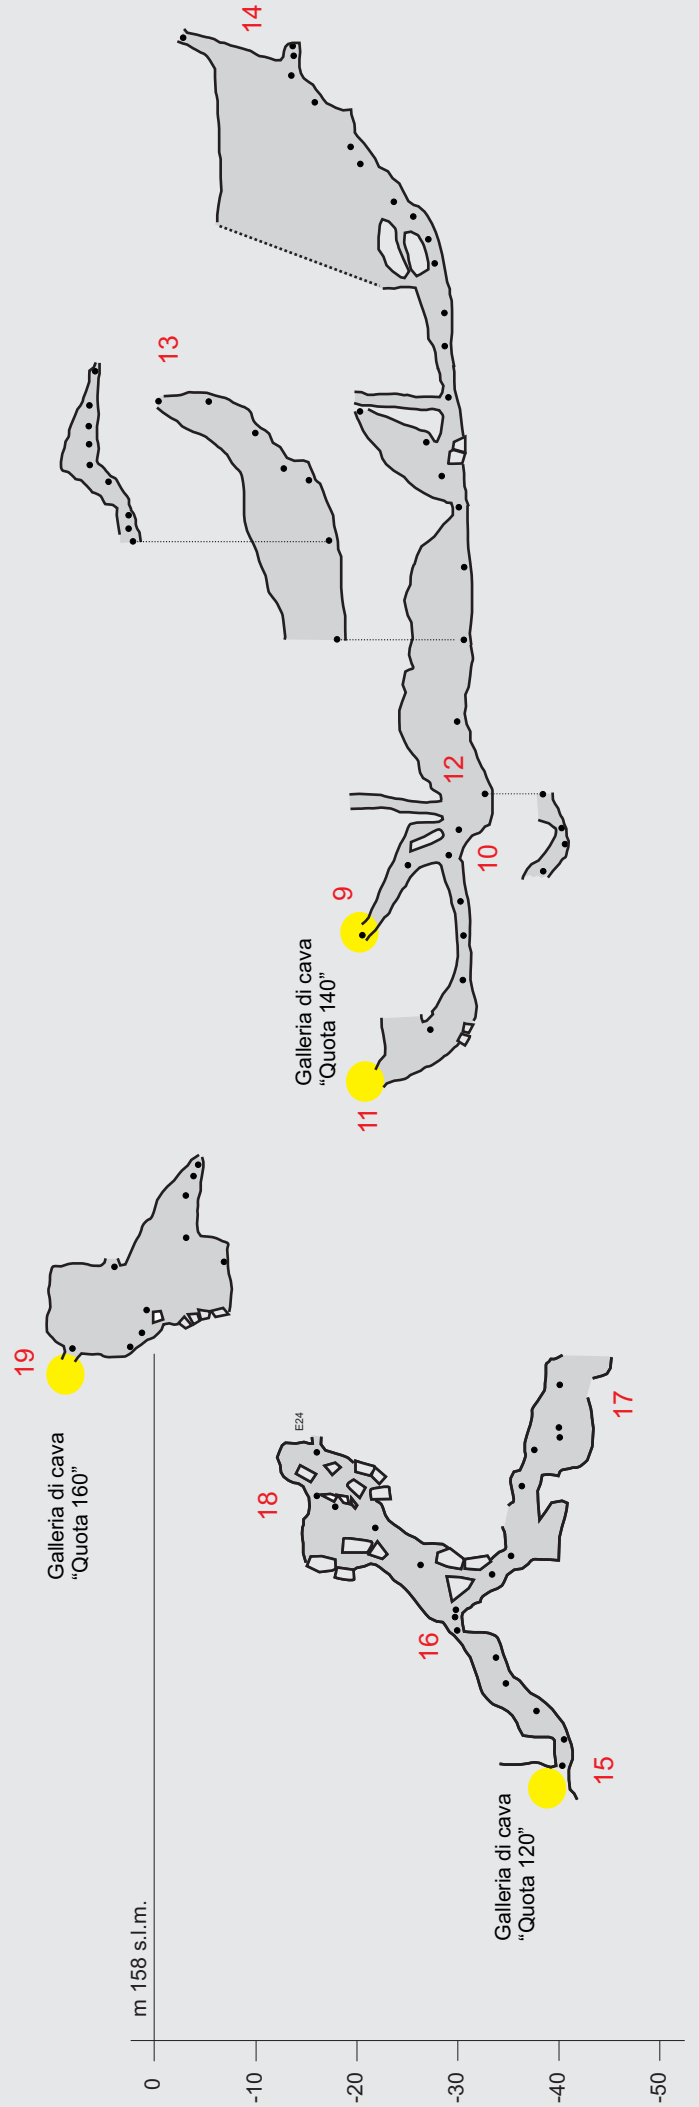 19
Galleria di cava
“Quota 160”
m 158 s.l.m.
0
-10
-20
-30
-40
-50
18
E24
17
16
15
Galleria di cava
“Quota 120”
14
13
12
11
10
9
Galleria di cava
“Quota 140”